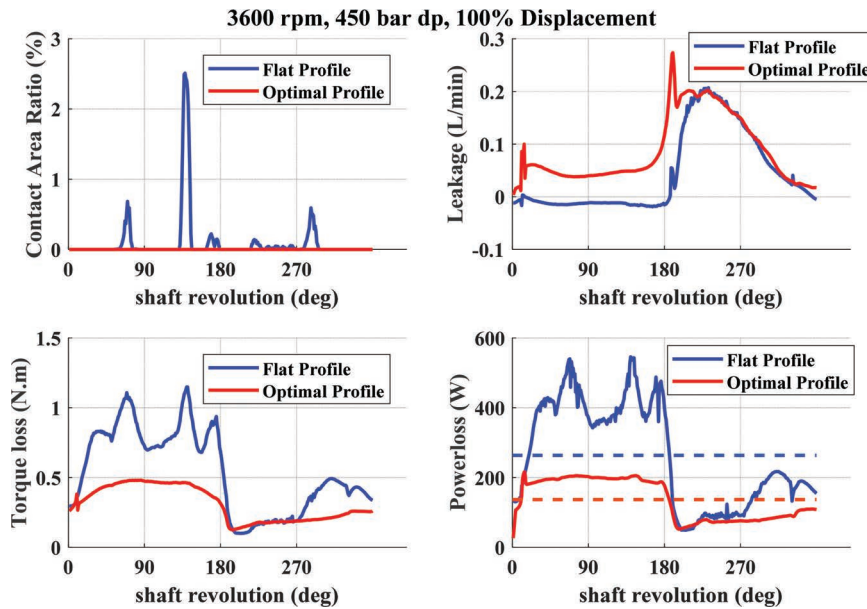 3600 rpm, 450 bar dp, 100% Displacement
Contact Area Ratio (%)
3
2
1
0
0
90
180
270
shaft revolution (deg)
Flat Profile
Optimal Profile
Leakage (L/min)
0.3
0.2
0.1
0
-0.1
0
90
180
270
shaft revolution (deg)
Flat Profile
Optimal Profile
Torque loss (N.m)
1.5
1
0.5
0
0
90
180
270
shaft revolution (deg)
Flat Profile
Optimal Profile
Powerloss (W)
600
400
200
0
0
90
180
270
shaft revolution (deg)
Flat Profile
Optimal Profile